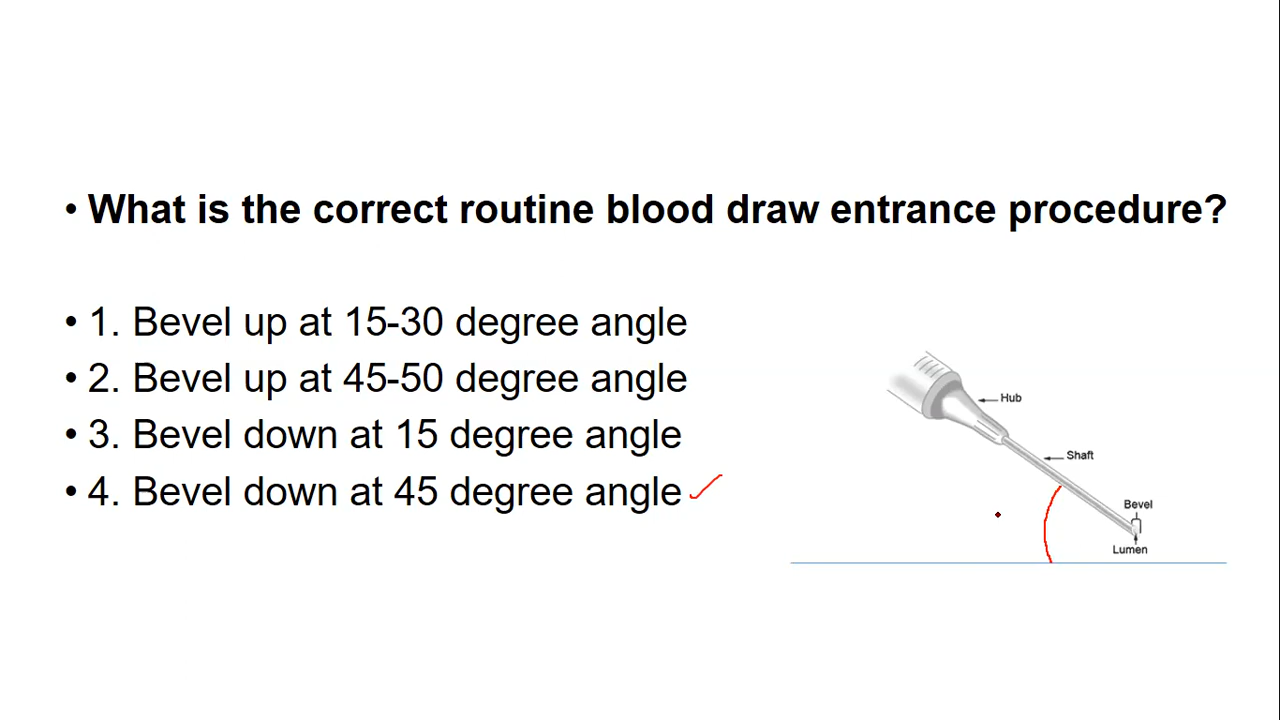 • What is the correct routine blood draw entrance procedure?
• 1. Bevel up at 15-30 degree angle
• 2. Bevel up at 45-50 degree angle
• 3. Bevel down at 15 degree angle
• 4. Bevel down at 45 degree angle
Hub
Shaft
Bevel
Lumen